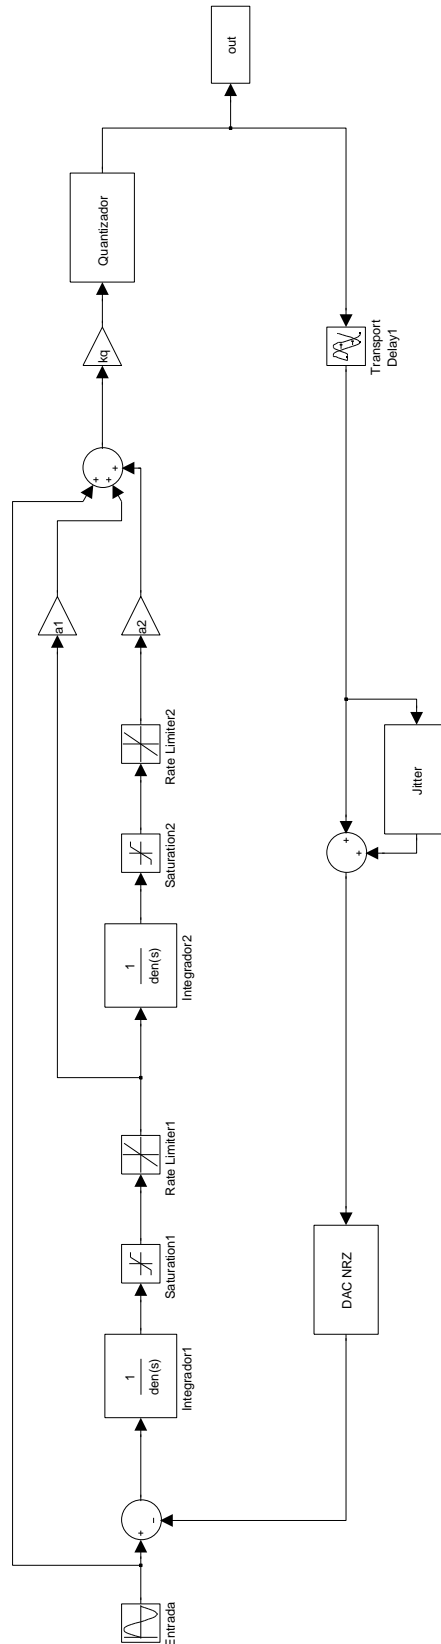 Entrada
+
−
1
den(s)
Integrador1
Saturation1
Rate Limiter1
1
den(s)
Integrador2
Saturation2
Rate Limiter2
a1
a2
+
+
+
kq
Quantizador
out
Transport
Delay1
Jitter
+
+
DAC NRZ